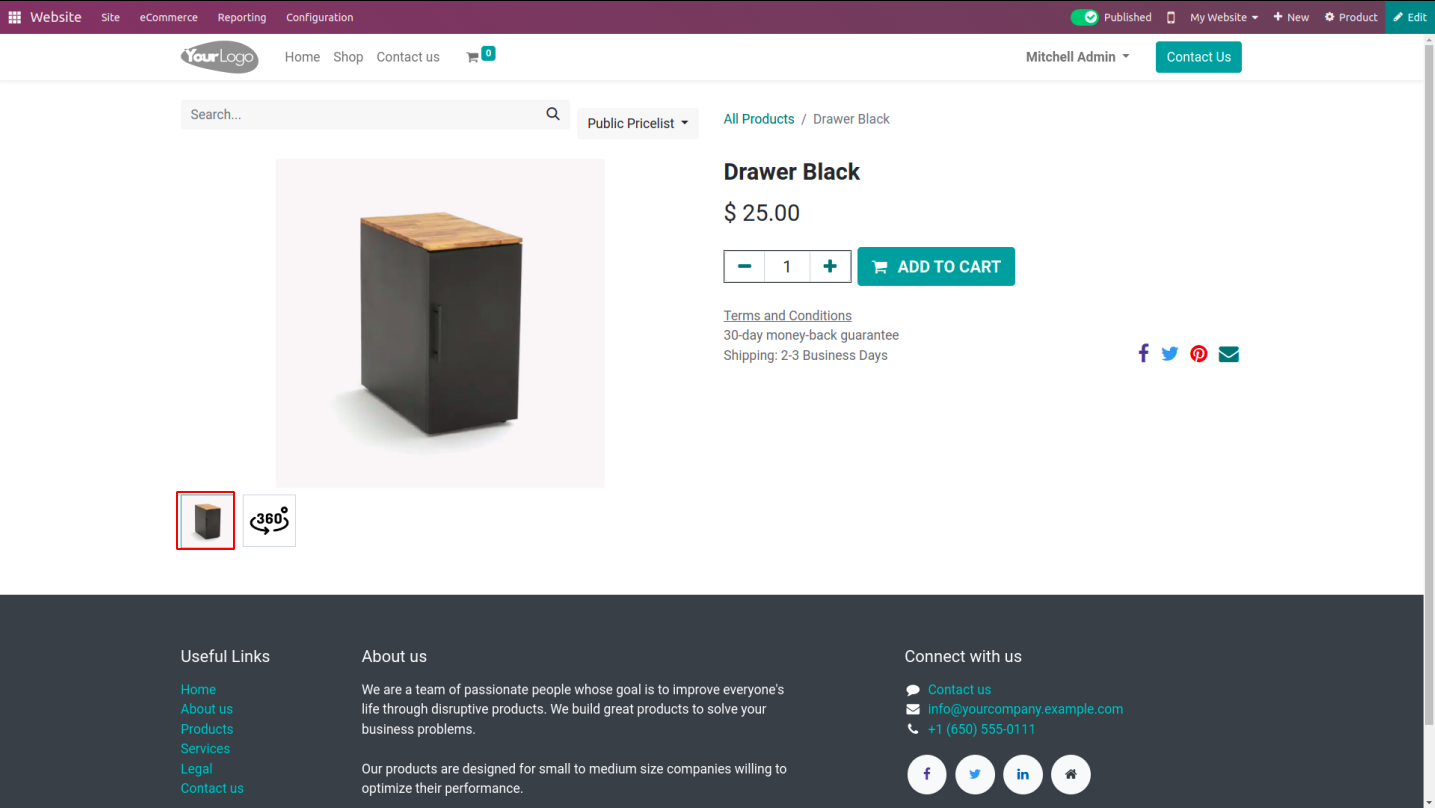 Website Site eCommerce Reporting Configuration Published My Website New Product Edit
YourLogo Home Shop Contact us 0 Mitchell Admin Contact Us
Search... Public Pricelist All Products / Drawer Black
Drawer Black
$ 25.00
1 ADD TO CART
Terms and Conditions
30-day money-back guarantee
Shipping: 2-3 Business Days
360°
Useful Links
Home
About us
Products
Services
Legal
Contact us
About us
We are a team of passionate people whose goal is to improve everyone's
life through disruptive products. We build great products to solve your
business problems.
Our products are designed for small to medium size companies willing to
optimize their performance.
Connect with us
Contact us
info@yourcompany.example.com
+1 (650) 555-0111